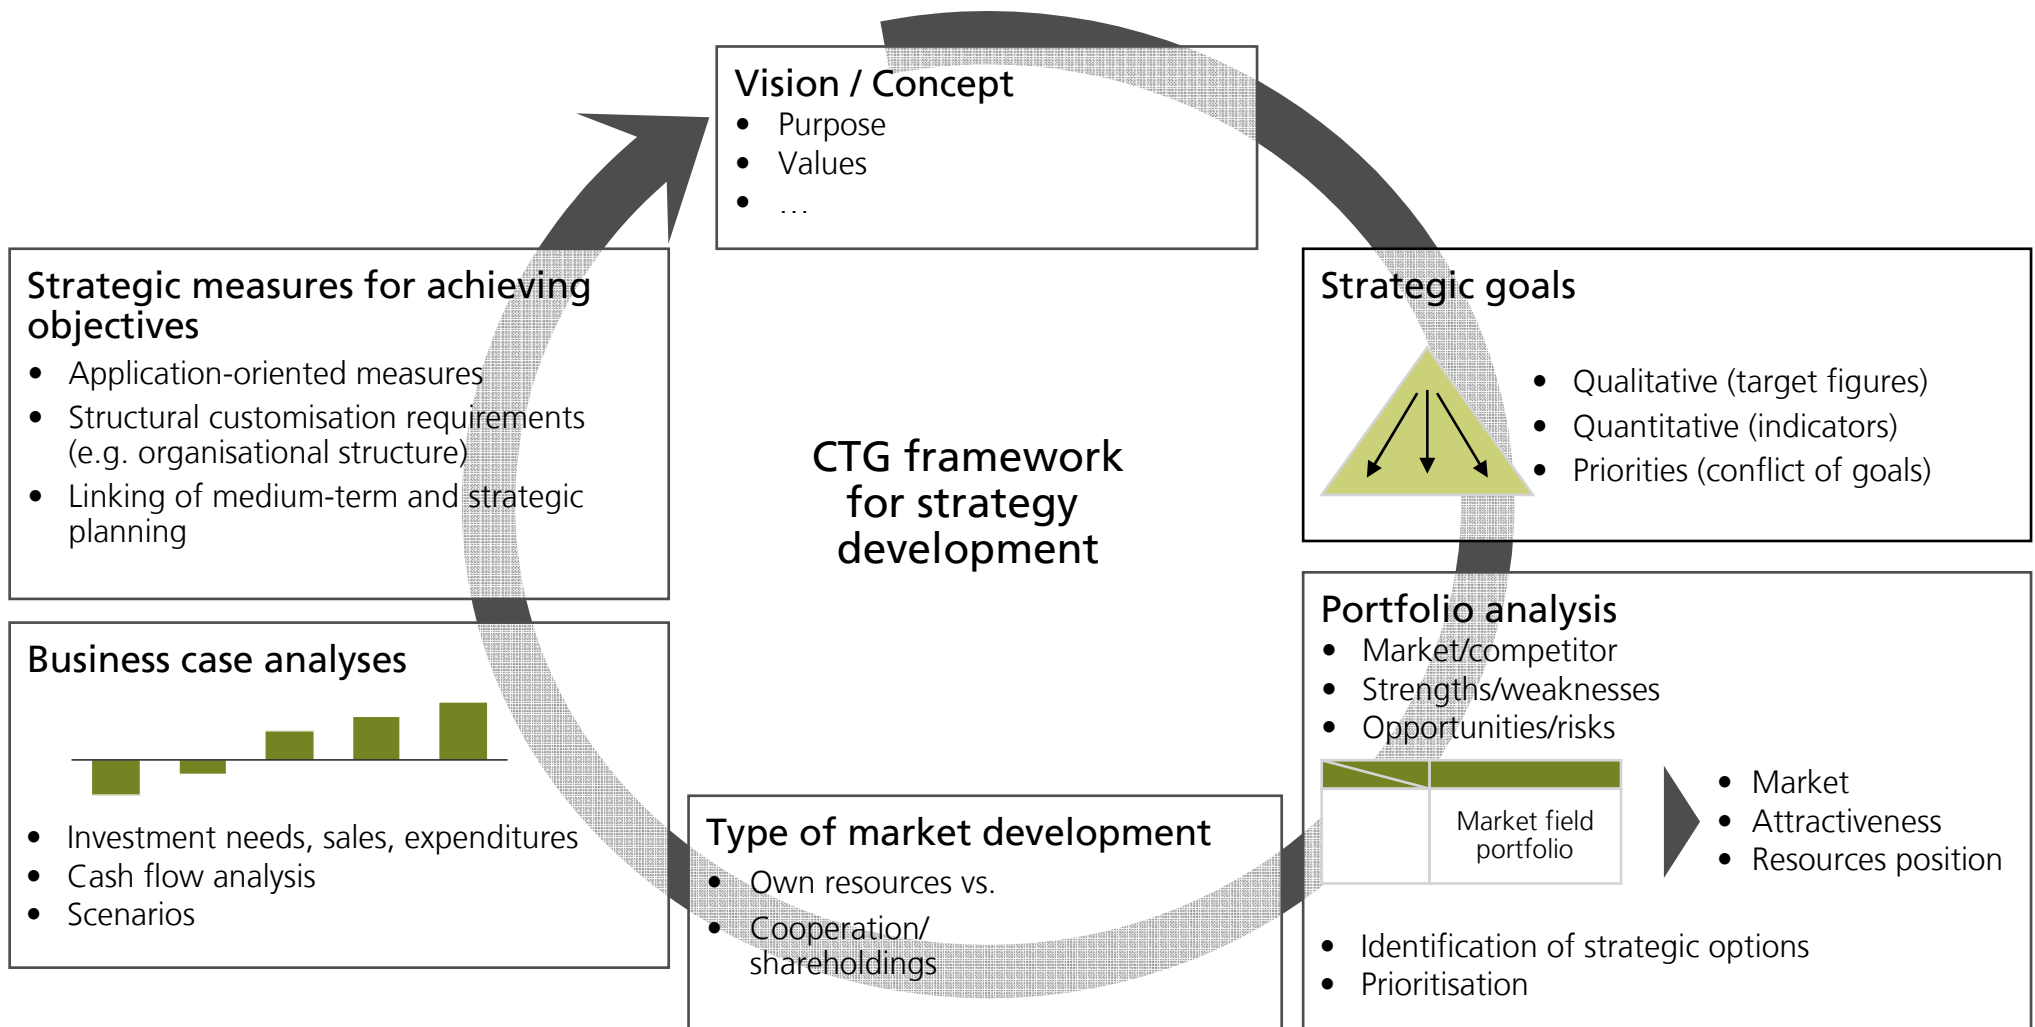 Vision / Concept
• Purpose
• Values
• …
Strategic goals
• Qualitative (target figures)
• Quantitative (indicators)
• Priorities (conflict of goals)
Portfolio analysis
• Market/competitor
• Strengths/weaknesses
• Opportunities/risks
Market field
portfolio
• Market
• Attractiveness
• Resources position
• Identification of strategic options
• Prioritisation
Type of market development
• Own resources vs.
• Cooperation/
shareholdings
Business case analyses
• Investment needs, sales, expenditures
• Cash flow analysis
• Scenarios
Strategic measures for achieving
objectives
• Application-oriented measures
• Structural customisation requirements
(e.g. organisational structure)
• Linking of medium-term and strategic
planning
CTG framework
for strategy
development